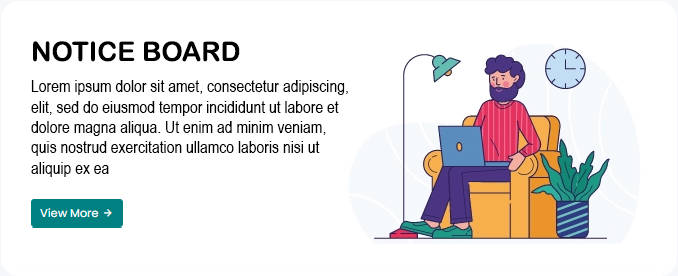 NOTICE BOARD
Lorem ipsum dolor sit amet, consectetur adipiscing,
elit, sed do eiusmod tempor incididunt ut labore et
dolore magna aliqua. Ut enim ad minim veniam,
quis nostrud exercitation ullamco laboris nisi ut
aliquip ex ea
View More →